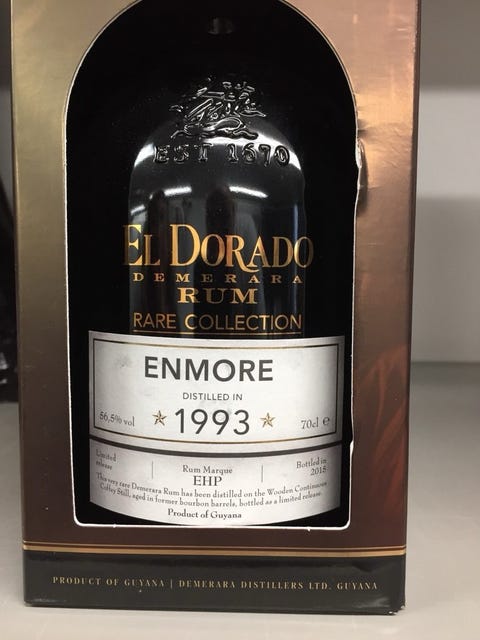 EST 1670
EL DORADO
DEMERARA
RUM
RARE COLLECTION
ENMORE
DISTILLED IN
56,5% vol 1993 70cl e
Limited release
Rum Marque
EHP
Bottled in 2015
This very rare Demerara Rum has been distilled on the Wooden Continuous
Coffey Still, aged in former bourbon barrels, bottled as a limited release.
Product of Guyana
PRODUCT OF GUYANA | DEMERARA DISTILLERS LTD. GUYANA